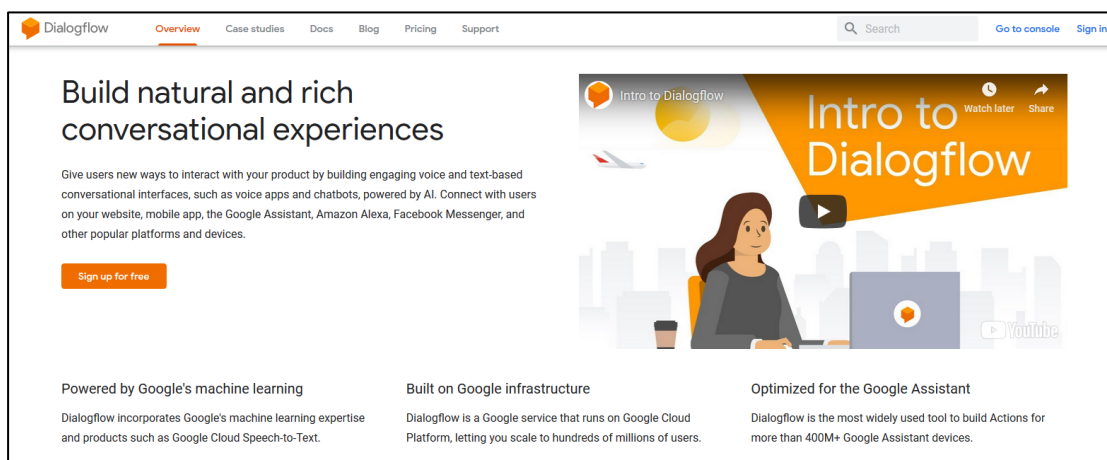 Dialogflow Overview Case studies Docs Blog Pricing Support Search Go to console Sign in
Build natural and rich
conversational experiences
Give users new ways to interact with your product by building engaging voice and text-based
conversational interfaces, such as voice apps and chatbots, powered by AI. Connect with users
on your website, mobile app, the Google Assistant, Amazon Alexa, Facebook Messenger, and
other popular platforms and devices.
Sign up for free
Intro to Dialogflow
Watch later Share
Intro to
Dialogflow
YouTube
Powered by Google's machine learning
Dialogflow incorporates Google's machine learning expertise
and products such as Google Cloud Speech-to-Text.
Built on Google infrastructure
Dialogflow is a Google service that runs on Google Cloud
Platform, letting you scale to hundreds of millions of users.
Optimized for the Google Assistant
Dialogflow is the most widely used tool to build Actions for
more than 400M+ Google Assistant devices.